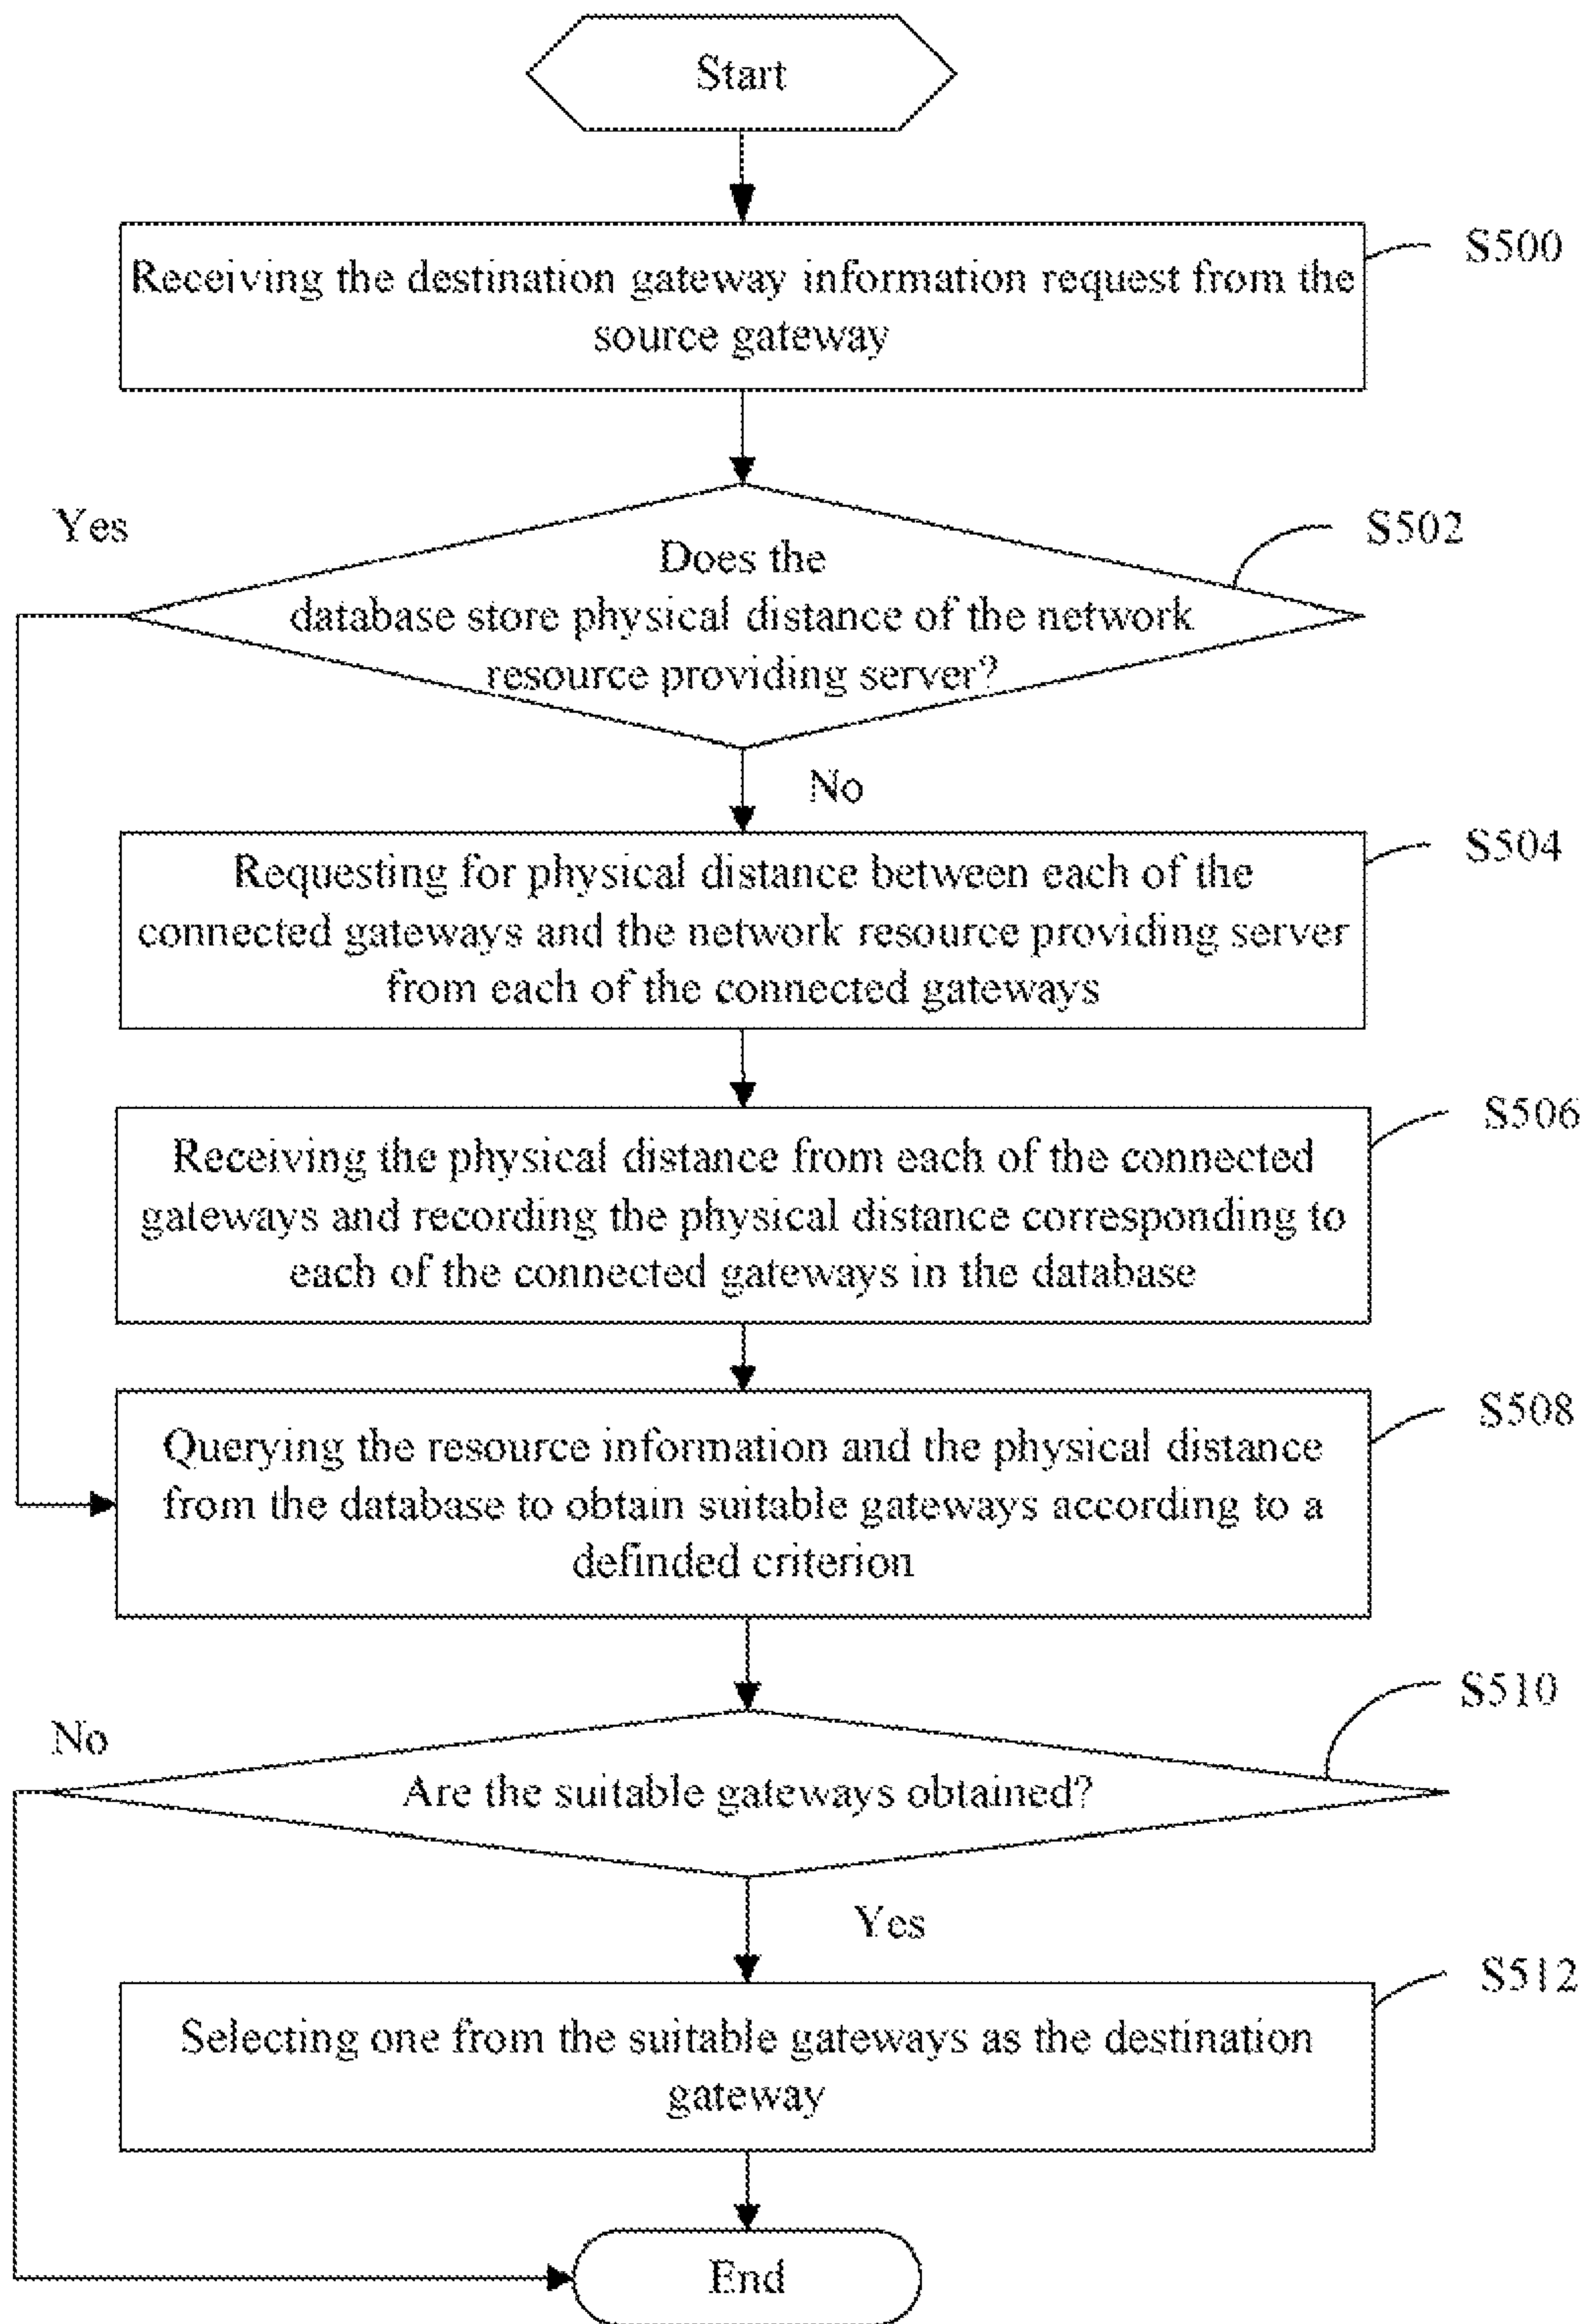 Start
Receiving the destination gateway information request from the
source gateway
S500
Yes
Does the
database store physical distance of the network
resource providing server?
S502
No
Requesting for physical distance between each of the
connected gateways and the network resource providing server
from each of the connected gateways
S504
Receiving the physical distance from each of the connected
gateways and recording the physical distance corresponding to
each of the connected gateways in the database
S506
Querying the resource information and the physical distance
from the database to obtain suitable gateways according to a
definded criterion
S508
No
Are the suitable gateways obtained?
S510
Yes
Selecting one from the suitable gateways as the destination
gateway
S512
End